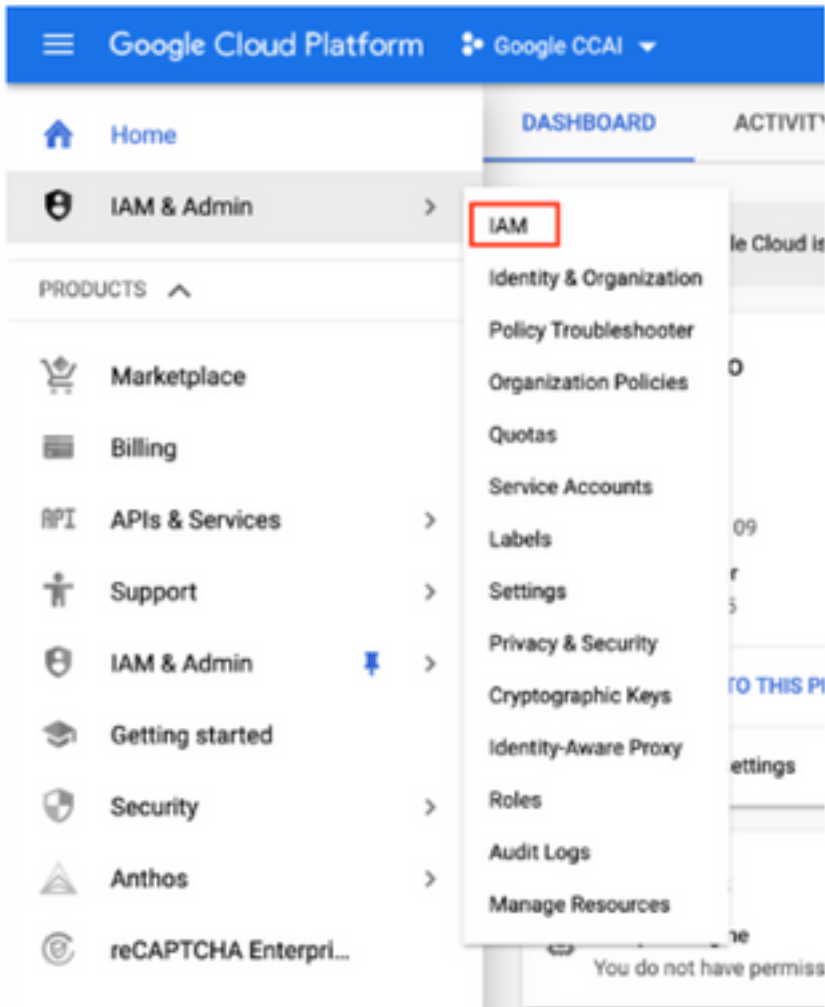 Google Cloud Platform Google CCAI
Home
IAM & Admin
PRODUCTS
Marketplace
Billing
API APIs & Services
Support
IAM & Admin
Getting started
Security
Anthos
reCAPTCHA Enterpri...
IAM
Identity & Organization
Policy Troubleshooter
Organization Policies
Quotas
Service Accounts
Labels
Settings
Privacy & Security
Cryptographic Keys
Identity-Aware Proxy
Roles
Audit Logs
Manage Resources
DASHBOARD ACTIVITY
le Cloud is
o
09
r
TO THIS P
ettings
ne
You do not have permiss